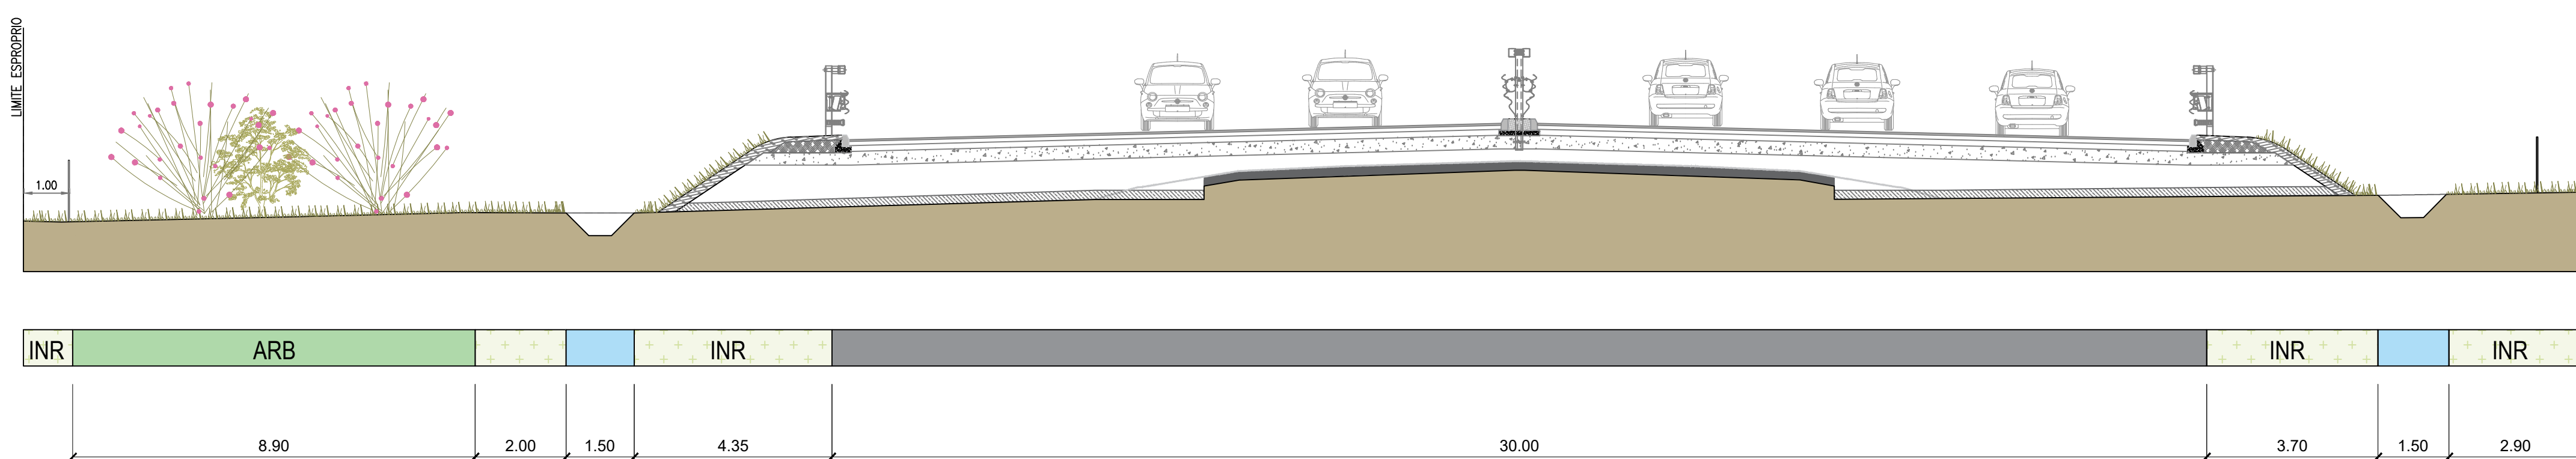 LIMITE ESPROPRIO
1.00
INR ARB INR INR INR
8.90 2.00 1.50 4.35 30.00 3.70 1.50 2.90